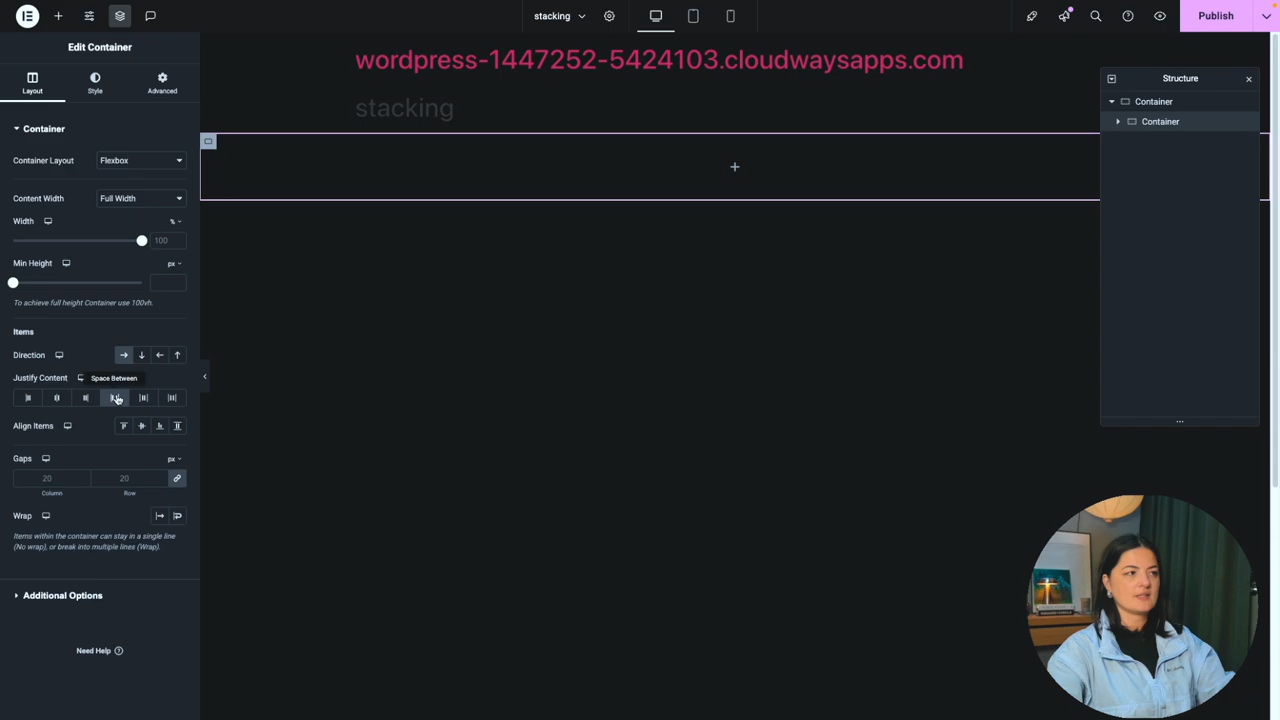 stacking
Publish
Edit Container
Layout
Style
Advanced
Container
Container Layout
Flexbox
Content Width
Full Width
Width
%
100
Min Height
px
To achieve full height Container use 100vh.
Items
Direction
Justify Content
Space Between
Align Items
Gaps
px
20
20
Column
Row
Wrap
Items within the container can stay in a single line
(No wrap), or break into multiple lines (Wrap).
Additional Options
Need Help
wordpress-1447252-5424103.cloudwaysapps.com
stacking
Structure
Container
Container